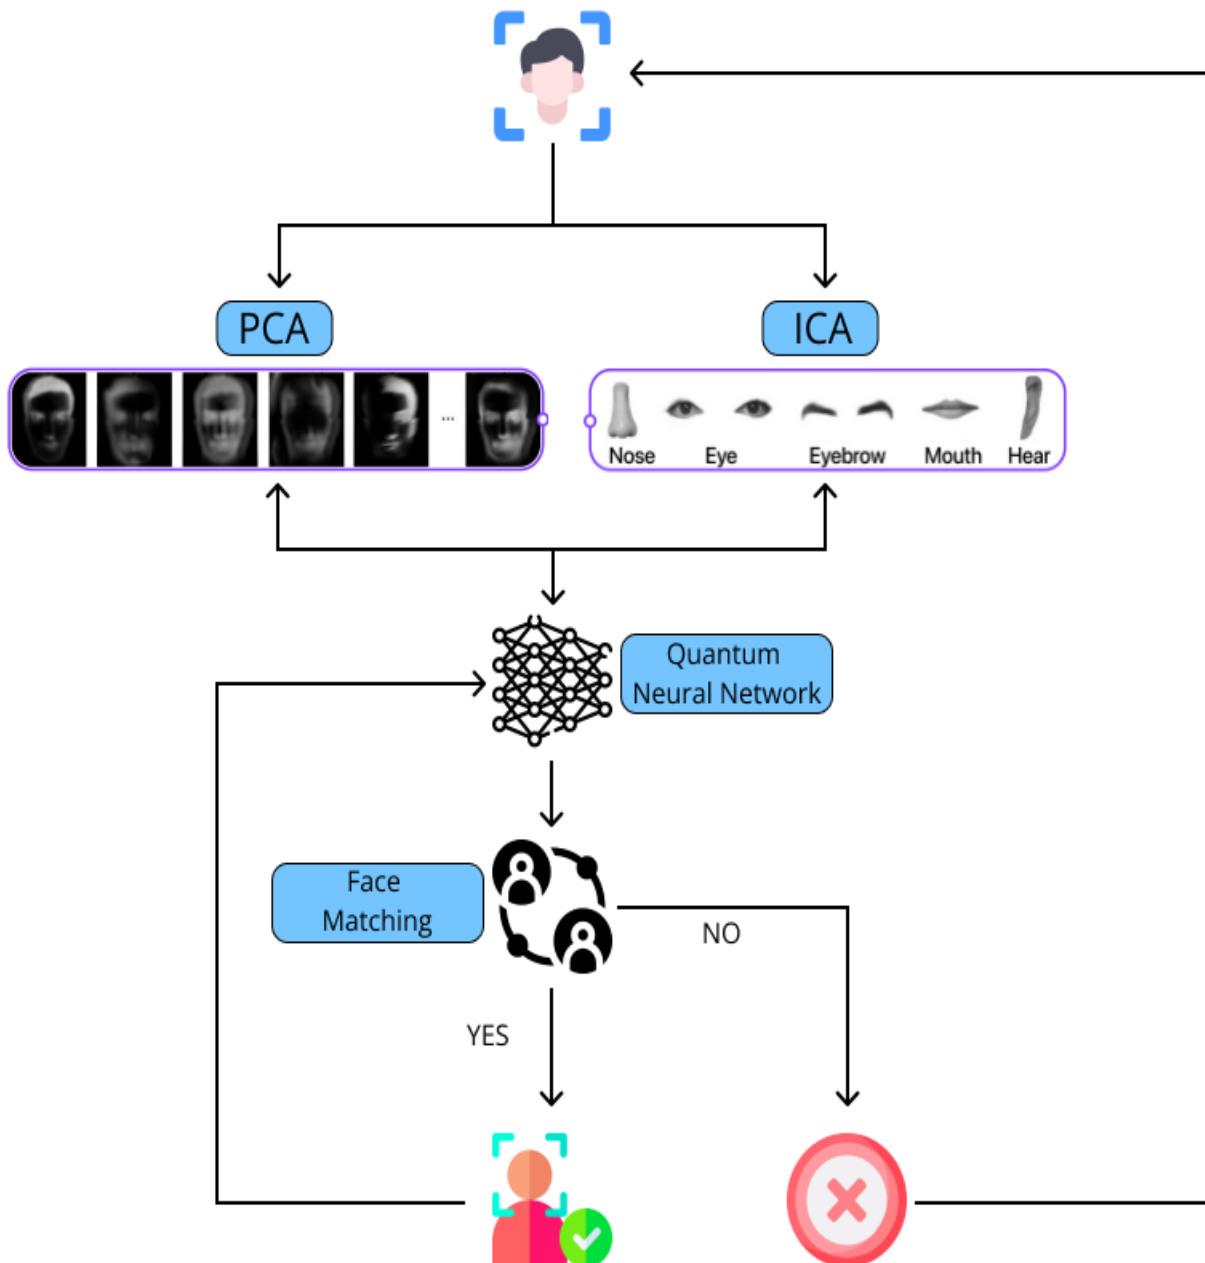 PCA
ICA
...
Nose Eye Eyebrow Mouth Hear
Quantum
Neural Network
Face
Matching
NO
YES